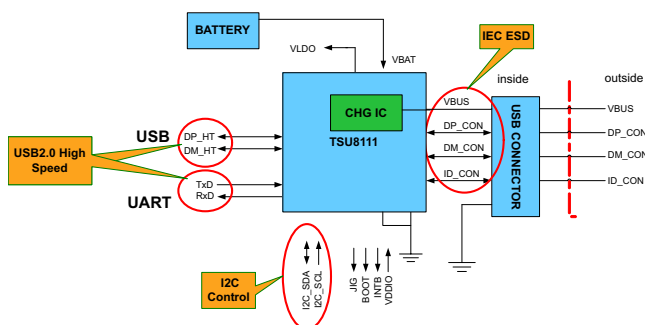 BATTERY
VLDO
VBAT
IEC ESD
inside
outside
CHG IC
TSU8111
VBUS
DP_CON
DM_CON
ID_CON
USB CONNECTOR
VBUS
DP_CON
DM_CON
ID_CON
USB
DP_HT
DM_HT
USB2.0 High
Speed
TxD
RxD
UART
I2C
Control
I2C_SDA
I2C_SCL
JIG
BOOT
INTB
VDDIO